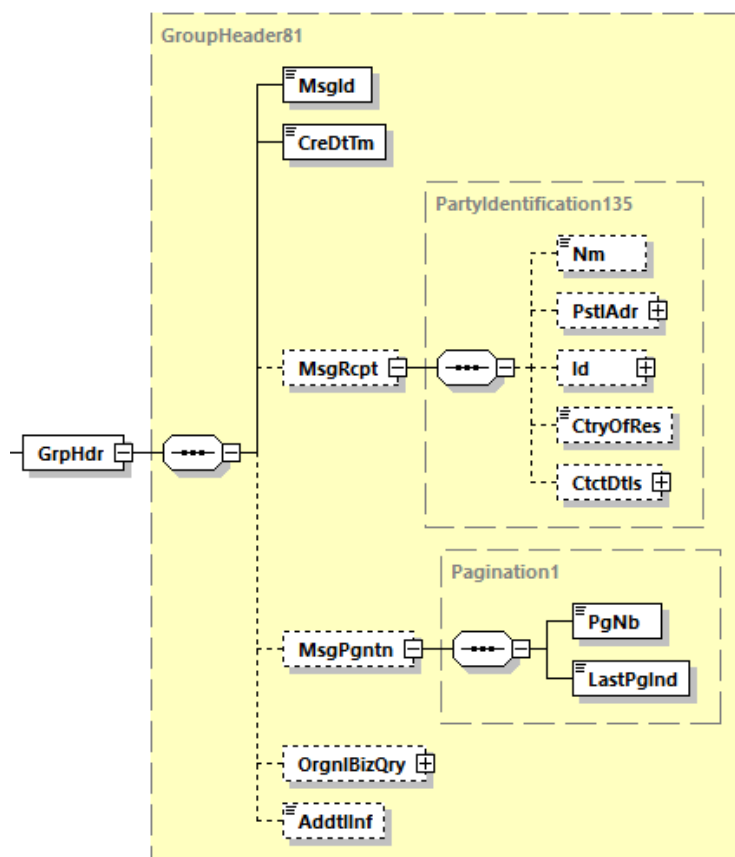 GroupHeader81
MsgId
CreDtTm
PartyIdentification135
Nm
PstlAdr
MsgRcpt
Id
CtryOfRes
GrpHdr
CtctDtls
Pagination1
PgNb
MsgPgntn
LastPgInd
OrgnlBizQry
AddtlInf